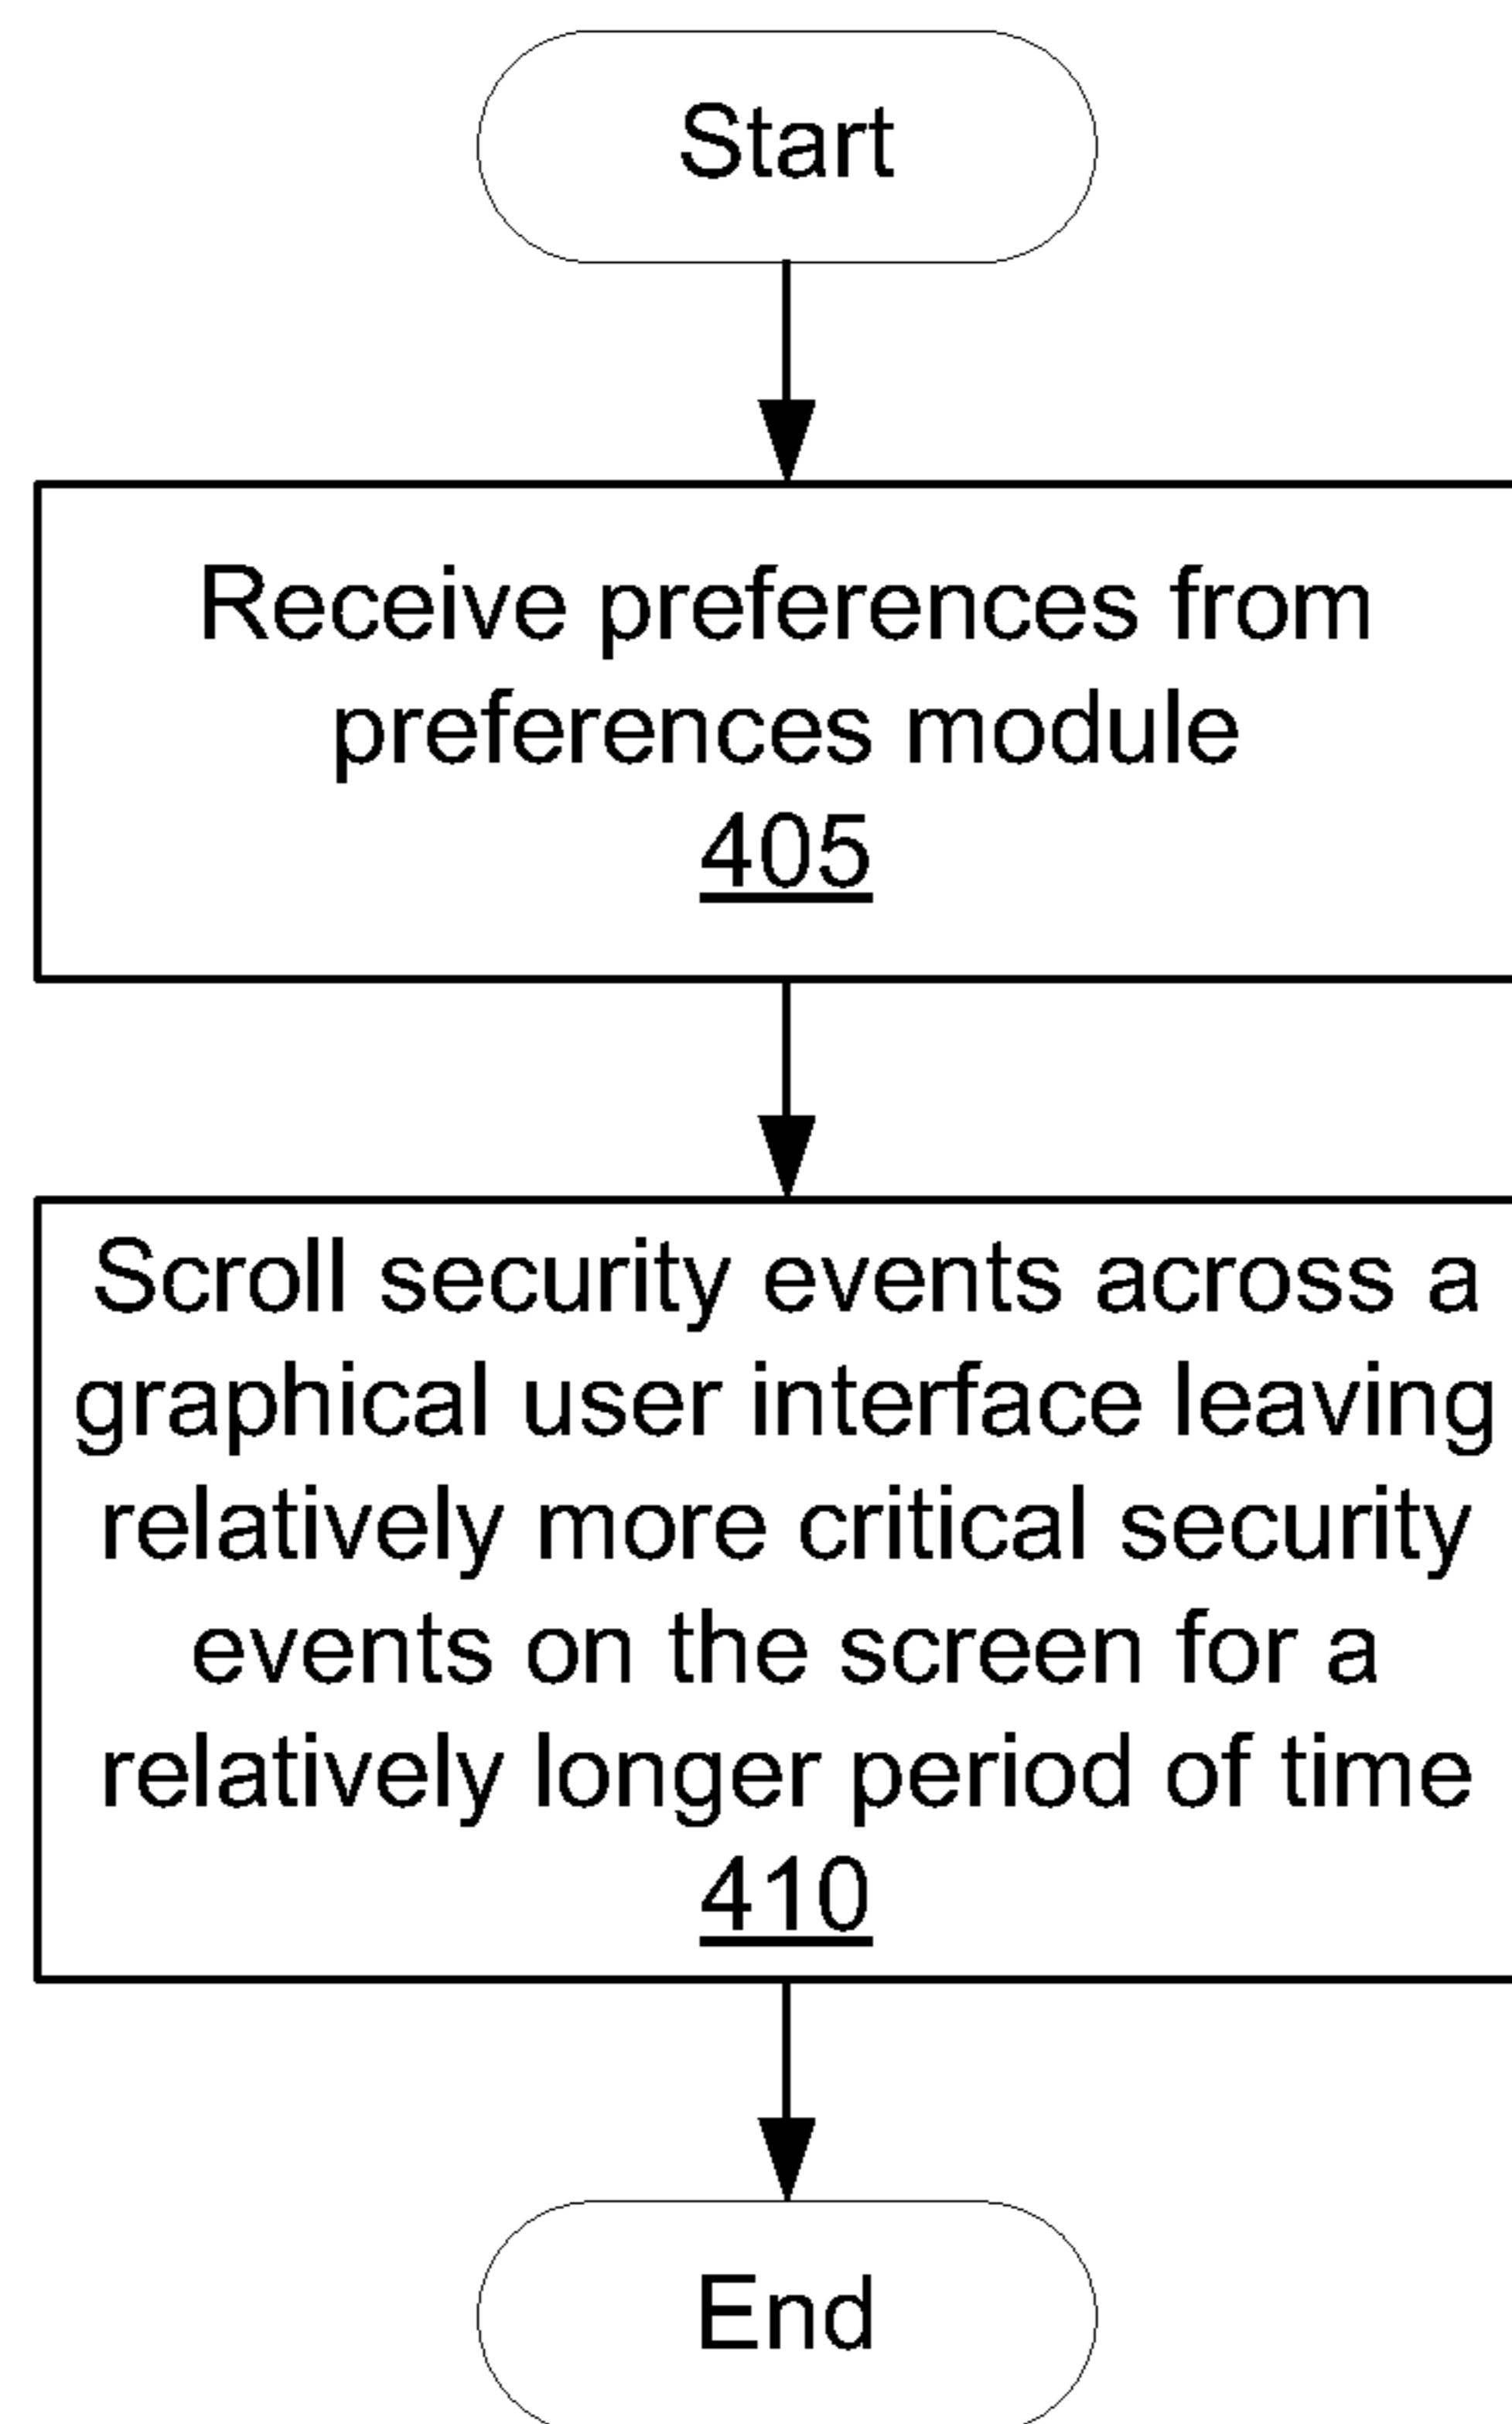 Start
Receive preferences from
preferences module
405
Scroll security events across a
graphical user interface leaving
relatively more critical security
events on the screen for a
relatively longer period of time
410
End